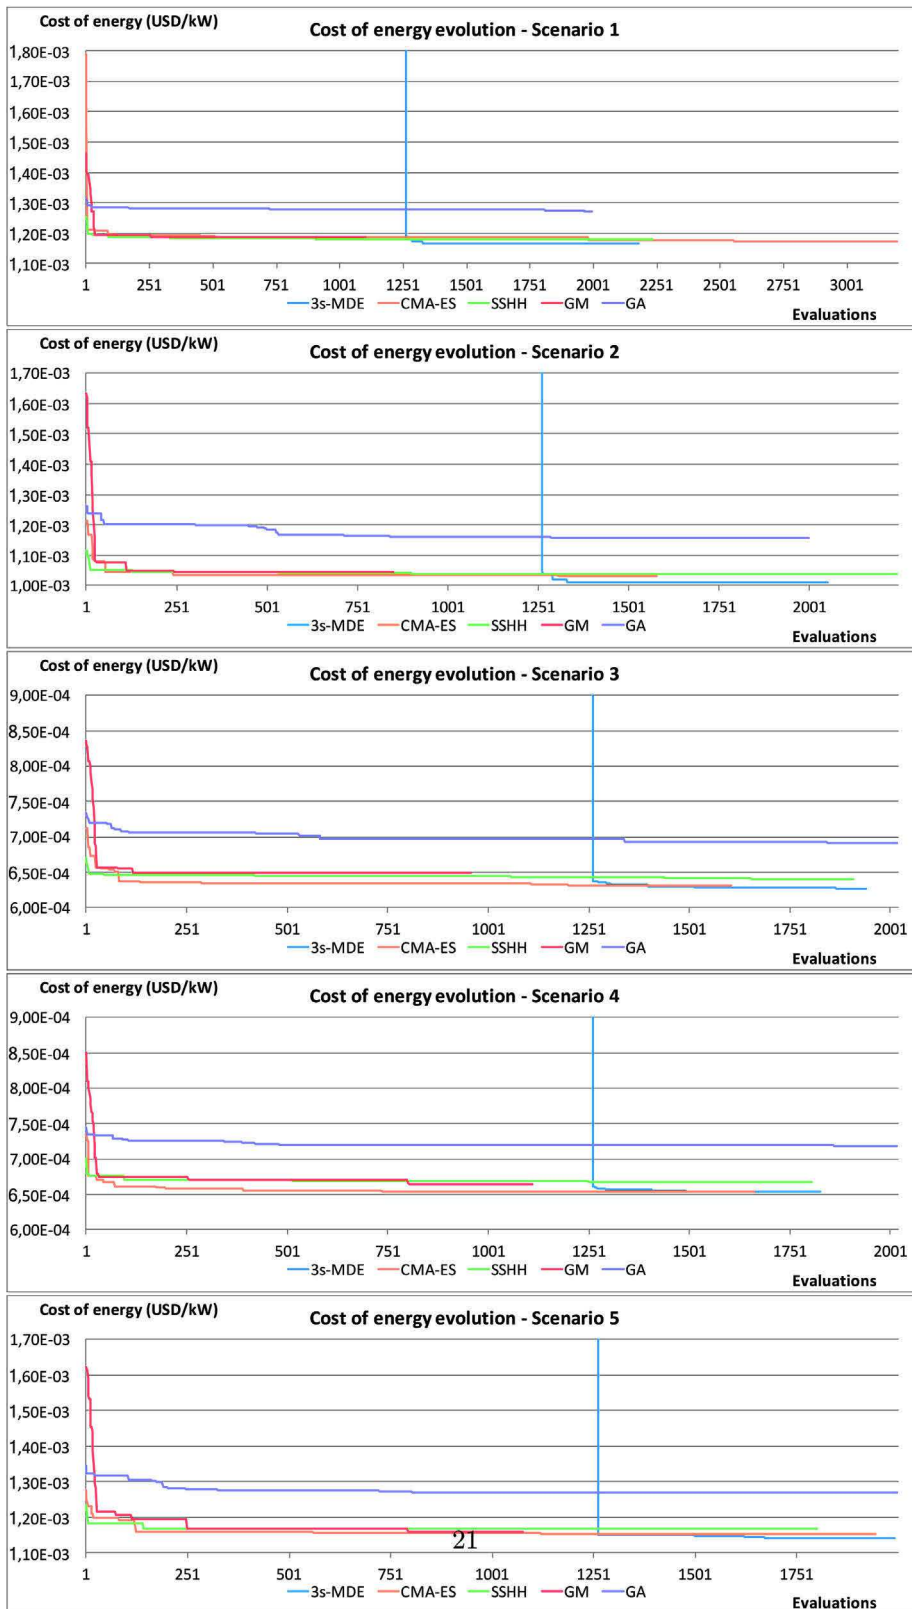 Cost of energy (USD/kW)
Cost of energy evolution - Scenario 1
1,80E-03
1,70E-03
1,60E-03
1,50E-03
1,40E-03
1,30E-03
1,20E-03
1,10E-03
1 251 501 751 1001 1251 1501 1751 2001 2251 2501 2751 3001
3s-MDE CMA-ES SSHH GM GA
Evaluations
Cost of energy (USD/kW)
Cost of energy evolution - Scenario 2
1,70E-03
1,60E-03
1,50E-03
1,40E-03
1,30E-03
1,20E-03
1,10E-03
1,00E-03
1 251 501 751 1001 1251 1501 1751 2001
3s-MDE CMA-ES SSHH GM GA
Evaluations
Cost of energy (USD/kW)
Cost of energy evolution - Scenario 3
9,00E-04
8,50E-04
8,00E-04
7,50E-04
7,00E-04
6,50E-04
6,00E-04
1 251 501 751 1001 1251 1501 1751 2001
3s-MDE CMA-ES SSHH GM GA
Evaluations
Cost of energy (USD/kW)
Cost of energy evolution - Scenario 4
9,00E-04
8,50E-04
8,00E-04
7,50E-04
7,00E-04
6,50E-04
6,00E-04
1 251 501 751 1001 1251 1501 1751 2001
3s-MDE CMA-ES SSHH GM GA
Evaluations
Cost of energy (USD/kW)
Cost of energy evolution - Scenario 5
1,70E-03
1,60E-03
1,50E-03
1,40E-03
1,30E-03
1,20E-03
1,10E-03
21
1 251 501 751 1001 1251 1501 1751
3s-MDE CMA-ES SSHH GM GA
Evaluations